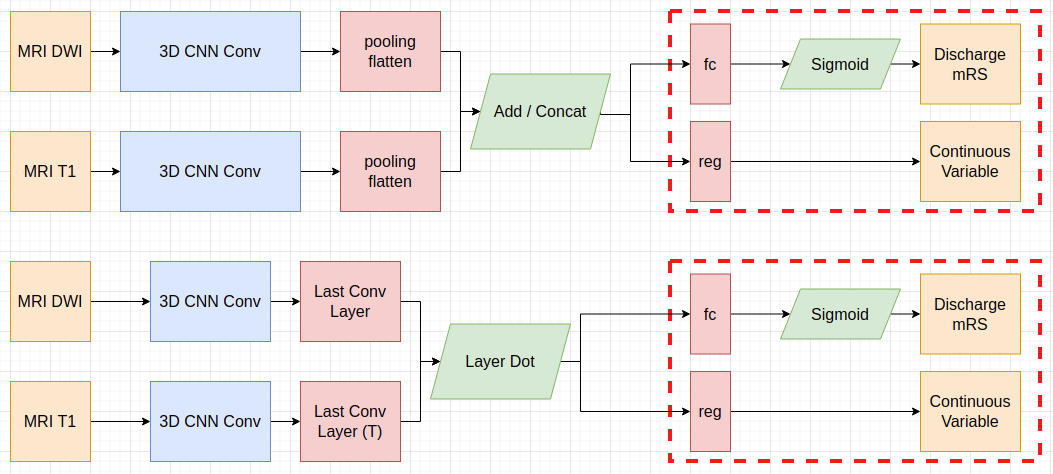 MRI DWI
3D CNN Conv
pooling
flatten
MRI T1
3D CNN Conv
pooling
flatten
Add / Concat
fc
Sigmoid
Discharge
mRS
reg
Continuous
Variable
MRI DWI
3D CNN Conv
Last Conv
Layer
MRI T1
3D CNN Conv
Last Conv
Layer (T)
Layer Dot
fc
Sigmoid
Discharge
mRS
reg
Continuous
Variable